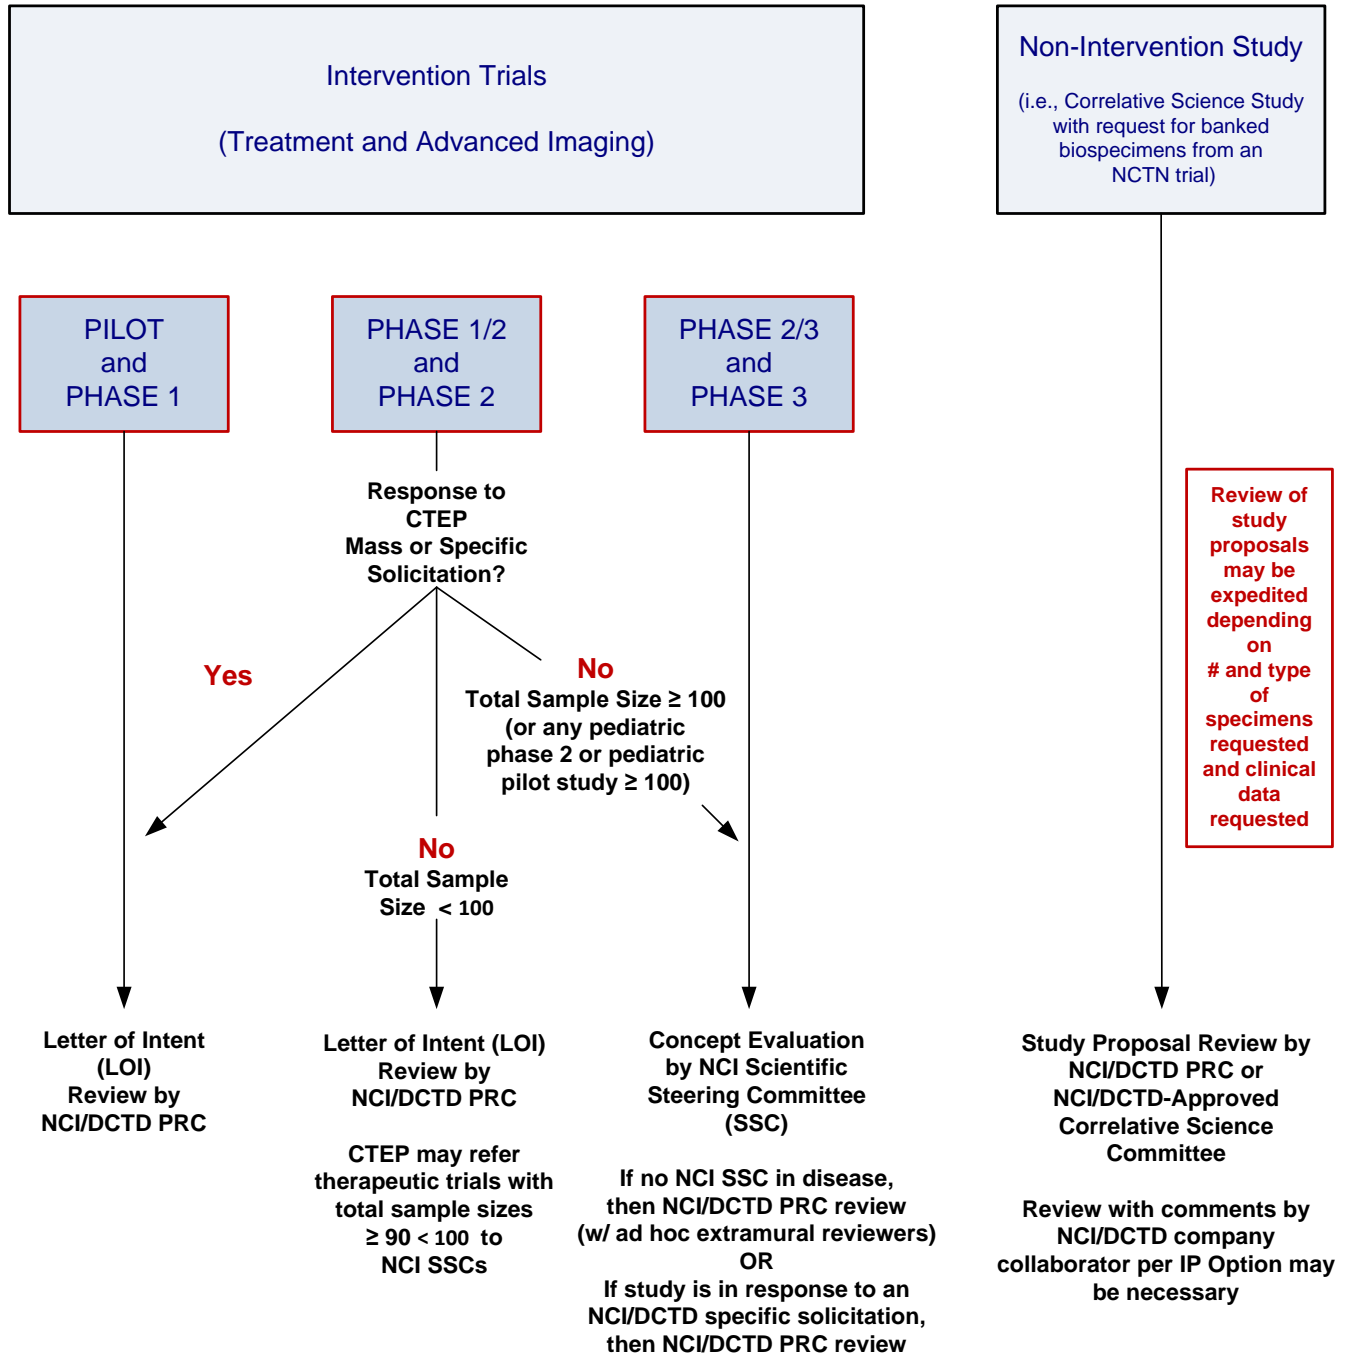 Intervention Trials
(Treatment and Advanced Imaging)
Non-Intervention Study
(i.e., Correlative Science Study
with request for banked
biospecimens from an
NCTN trial)
PILOT
and
PHASE 1
PHASE 1/2
and
PHASE 2
PHASE 2/3
and
PHASE 3
Response to
CTEP
Mass or Specific
Solicitation?
Yes
No
Total Sample Size ≥ 100
(or any pediatric
phase 2 or pediatric
pilot study ≥ 100)
No
Total Sample
Size < 100
Review of
study
proposals
may be
expedited
depending
on
# and type
of
specimens
requested
and clinical
data
requested
Letter of Intent
(LOI)
Review by
NCI/DCTD PRC
Letter of Intent (LOI)
Review by
NCI/DCTD PRC
CTEP may refer
therapeutic trials with
total sample sizes
≥ 90 < 100 to
NCI SSCs
Concept Evaluation
by NCI Scientific
Steering Committee
(SSC)
If no NCI SSC in disease,
then NCI/DCTD PRC review
(w/ ad hoc extramural reviewers)
OR
If study is in response to an
NCI/DCTD specific solicitation,
then NCI/DCTD PRC review
Study Proposal Review by
NCI/DCTD PRC or
NCI/DCTD-Approved
Correlative Science
Committee
Review with comments by
NCI/DCTD company
collaborator per IP Option may
be necessary